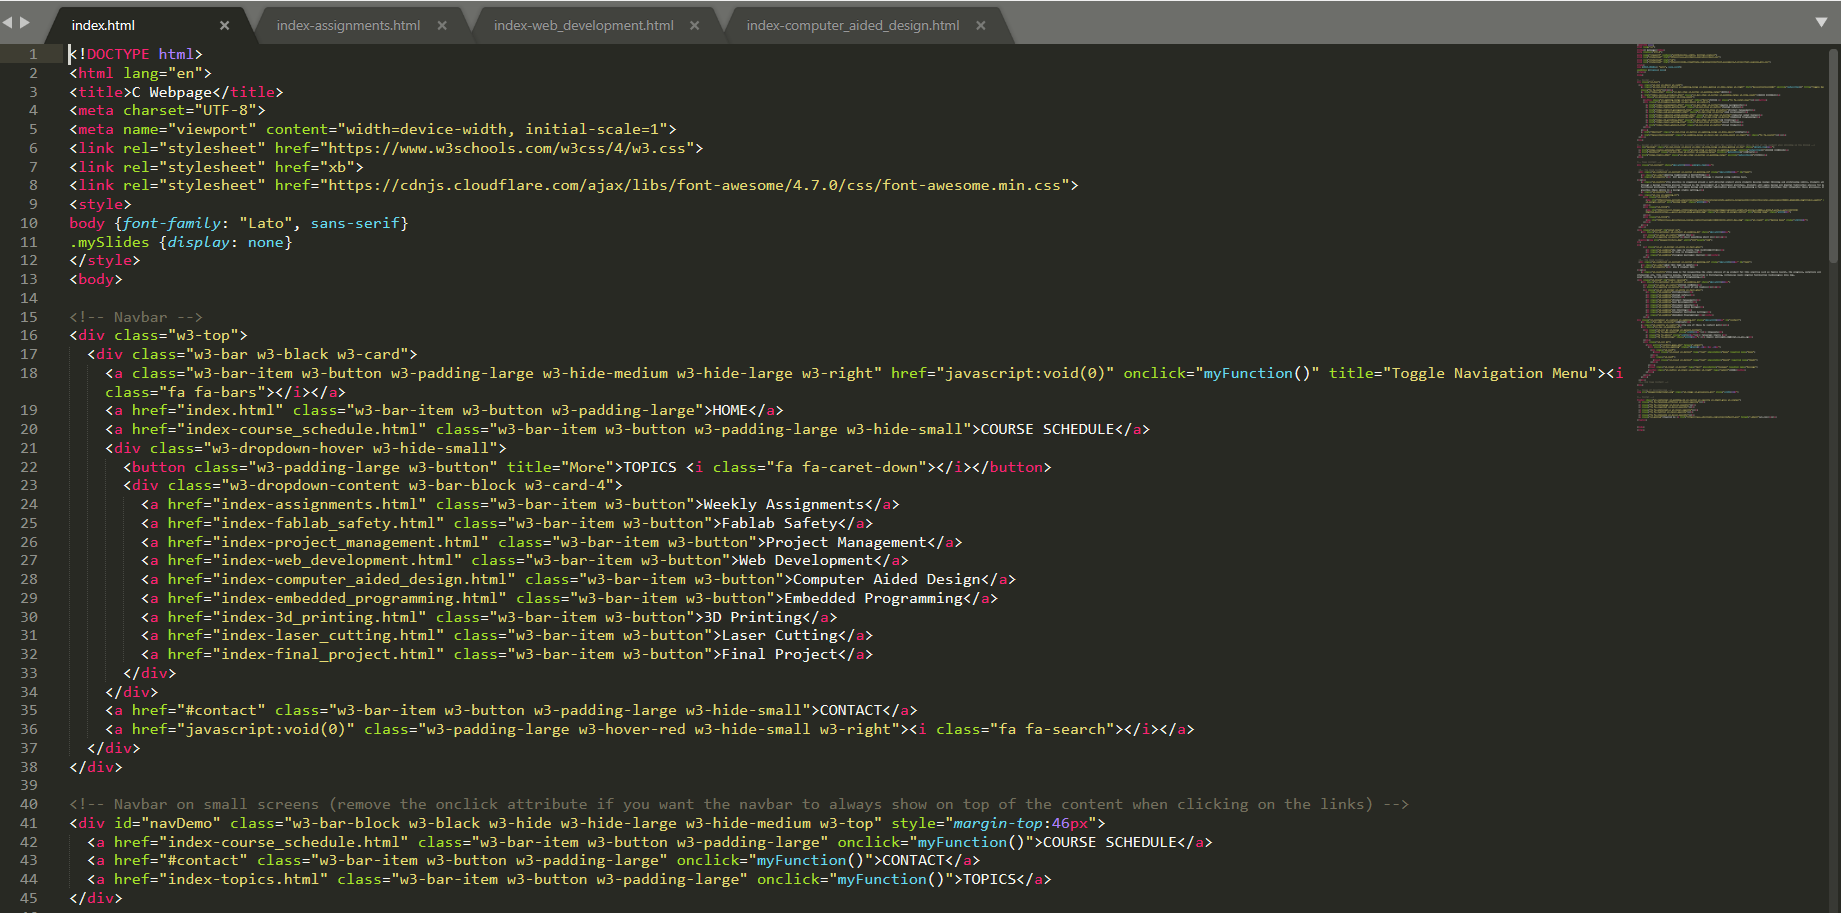 index.html × index-assignments.html × index-web_development.html × index-computer_aided_design.html ×
1 <!DOCTYPE html>
2 <html lang="en">
3 <title>C Webpage</title>
4 <meta charset="UTF-8">
5 <meta name="viewport" content="width=device-width, initial-scale=1">
6 <link rel="stylesheet" href="https://www.w3schools.com/w3css/4/w3.css">
7 <link rel="stylesheet" href="xb">
8 <link rel="stylesheet" href="https://cdnjs.cloudflare.com/ajax/libs/font-awesome/4.7.0/css/font-awesome.min.css">
9 <style>
10 body {font-family: "Lato", sans-serif}
11 .mySlides {display: none}
12 </style>
13 <body>
14
15 <!-- Navbar -->
16 <div class="w3-top">
17 <div class="w3-bar w3-black w3-card">
18 <a class="w3-bar-item w3-button w3-padding-large w3-hide-medium w3-hide-large w3-right" href="javascript:void(0)" onclick="myFunction()" title="Toggle Navigation Menu"><i
class="fa fa-bars"></i></a>
19 <a href="index.html" class="w3-bar-item w3-button w3-padding-large">HOME</a>
20 <a href="index-course_schedule.html" class="w3-bar-item w3-button w3-padding-large w3-hide-small">COURSE SCHEDULE</a>
21 <div class="w3-dropdown-hover w3-hide-small">
22 <button class="w3-padding-large w3-button" title="More">TOPICS <i class="fa fa-caret-down"></i></button>
23 <div class="w3-dropdown-content w3-bar-block w3-card-4">
24 <a href="index-assignments.html" class="w3-bar-item w3-button">Weekly Assignments</a>
25 <a href="index-fablab_safety.html" class="w3-bar-item w3-button">Fablab Safety</a>
26 <a href="index-project_management.html" class="w3-bar-item w3-button">Project Management</a>
27 <a href="index-web_development.html" class="w3-bar-item w3-button">Web Development</a>
28 <a href="index-computer_aided_design.html" class="w3-bar-item w3-button">Computer Aided Design</a>
29 <a href="index-embedded_programming.html" class="w3-bar-item w3-button">Embedded Programming</a>
30 <a href="index-3d_printing.html" class="w3-bar-item w3-button">3D Printing</a>
31 <a href="index-laser_cutting.html" class="w3-bar-item w3-button">Laser Cutting</a>
32 <a href="index-final_project.html" class="w3-bar-item w3-button">Final Project</a>
33 </div>
34 </div>
35 <a href="#contact" class="w3-bar-item w3-button w3-padding-large w3-hide-small">CONTACT</a>
36 <a href="javascript:void(0)" class="w3-padding-large w3-hover-red w3-hide-small w3-right"><i class="fa fa-search"></i></a>
37 </div>
38 </div>
39
40 <!-- Navbar on small screens (remove the onclick attribute if you want the navbar to always show on top of the content when clicking on the links) -->
41 <div id="navDemo" class="w3-bar-block w3-black w3-hide w3-hide-large w3-hide-medium w3-top" style="margin-top:46px">
42 <a href="index-course_schedule.html" class="w3-bar-item w3-button w3-padding-large" onclick="myFunction()">COURSE SCHEDULE</a>
43 <a href="#contact" class="w3-bar-item w3-button w3-padding-large" onclick="myFunction()">CONTACT</a>
44 <a href="index-topics.html" class="w3-bar-item w3-button w3-padding-large" onclick="myFunction()">TOPICS</a>
45 </div>